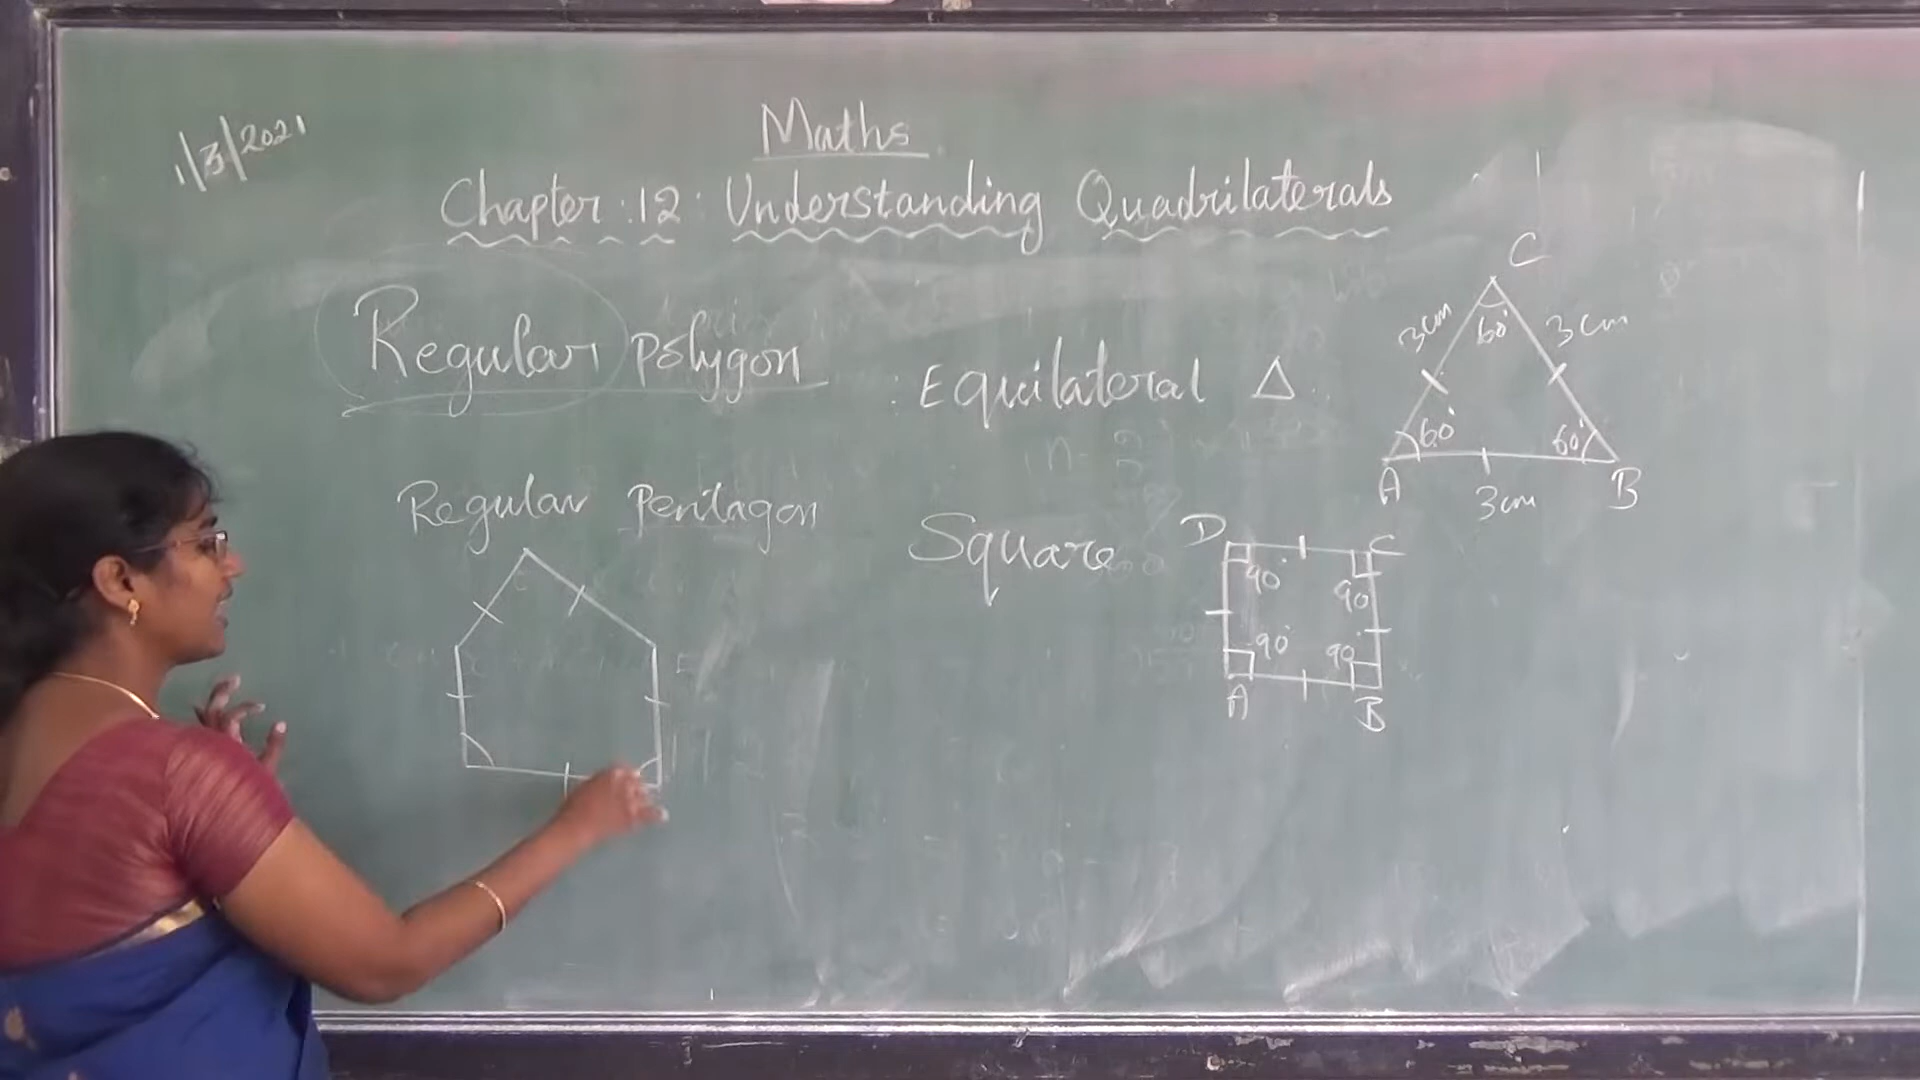 1/3/2021
Maths
Chapter : 12 : Understanding Quadrilaterals
Regular polygon
: Equilateral Δ
C
60°
3cm
3cm
60°
60°
A
3cm
B
Regular Pentagon
Square
D
C
90°
90
90°
90°
A
B